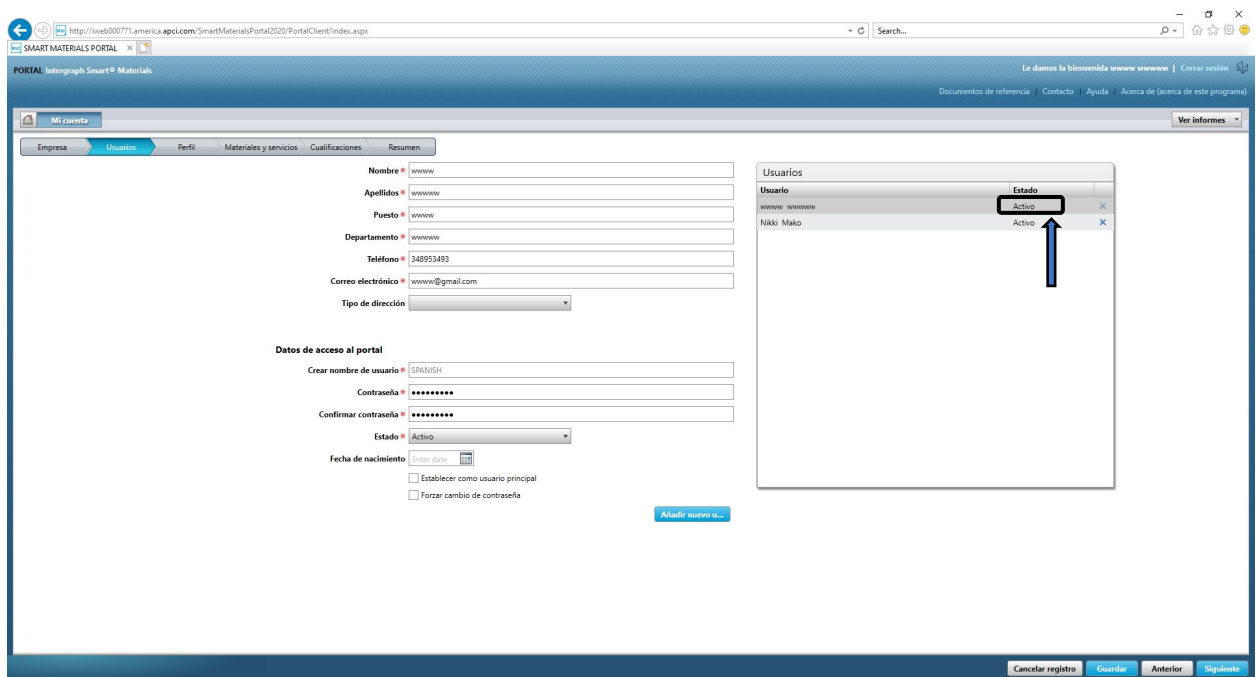 http://iweb000771.america.apci.com/SmartMaterialsPortal2020/PortalClient/index.aspx
Search...
SMART MATERIALS PORTAL
PORTAL Intergraph Smart® Materials
Le damos la bienvenida wwww wwwww | Cerrar sesión
Documentos de referencia | Contacto | Ayuda | Acerca de (acerca de este programa)
Mi cuenta
Ver informes
Empresa Usuarios Perfil Materiales y servicios Cualificaciones Resumen
Nombre * wwww
Apellidos * wwwww
Puesto * wwww
Departamento * wwwww
Teléfono * 348953493
Correo electrónico * wwww@gmail.com
Tipo de dirección
Datos de acceso al portal
Crear nombre de usuario * SPANISH
Contraseña * •••••••••
Confirmar contraseña * •••••••••
Estado * Activo
Fecha de nacimiento Enter date
Establecer como usuario principal
Forzar cambio de contraseña
Añadir nuevo u...
Usuarios
Usuario Estado
wwww wwwww Activo
Nikki Mako Activo
Cancelar registro Guardar Anterior Siguiente